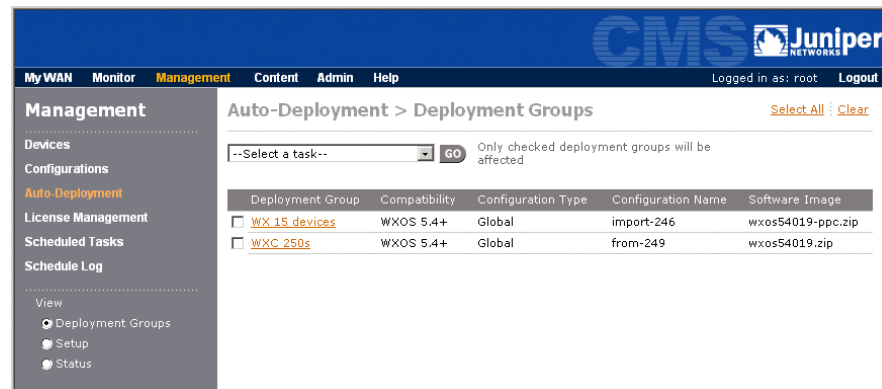 CMS
Juniper
NETWORKS
My WAN Monitor Management Content Admin Help Logged in as: root Logout
Management
Devices
Configurations
Auto-Deployment
License Management
Scheduled Tasks
Schedule Log
View
Deployment Groups
Setup
Status
Auto-Deployment > Deployment Groups Select All Clear
--Select a task-- GO Only checked deployment groups will be
affected
Deployment Group Compatibility Configuration Type Configuration Name Software Image
WX 15 devices WXOS 5.4+ Global import-246 wxos54019-ppc.zip
WXC 250s WXOS 5.4+ Global from-249 wxos54019.zip